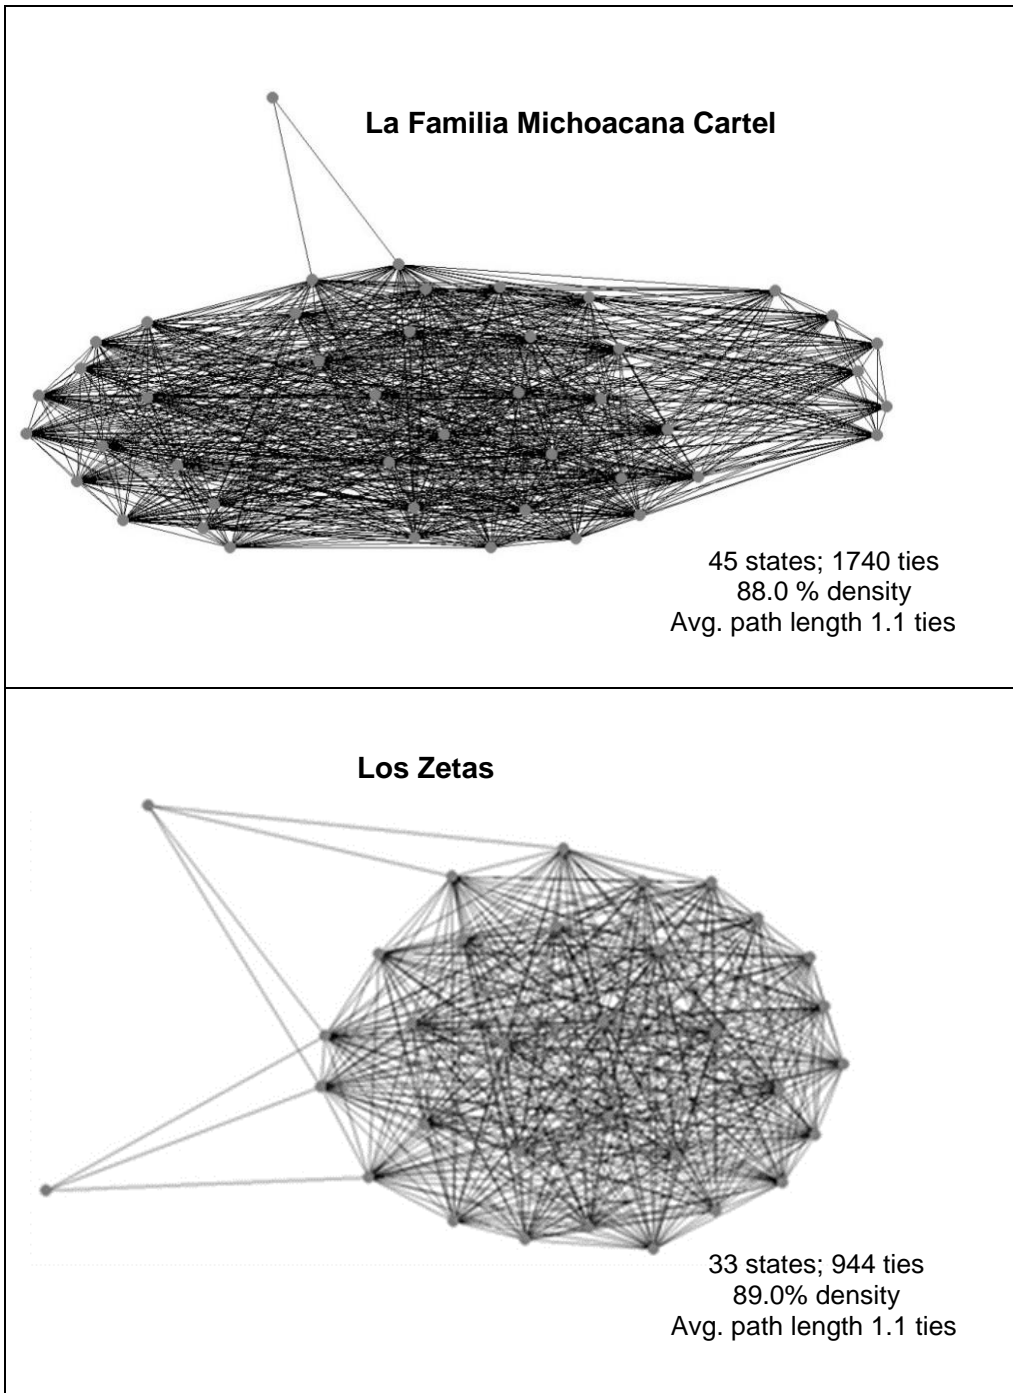 La Familia Michoacana Cartel
45 states; 1740 ties
88.0 % density
Avg. path length 1.1 ties
Los Zetas
33 states; 944 ties
89.0% density
Avg. path length 1.1 ties